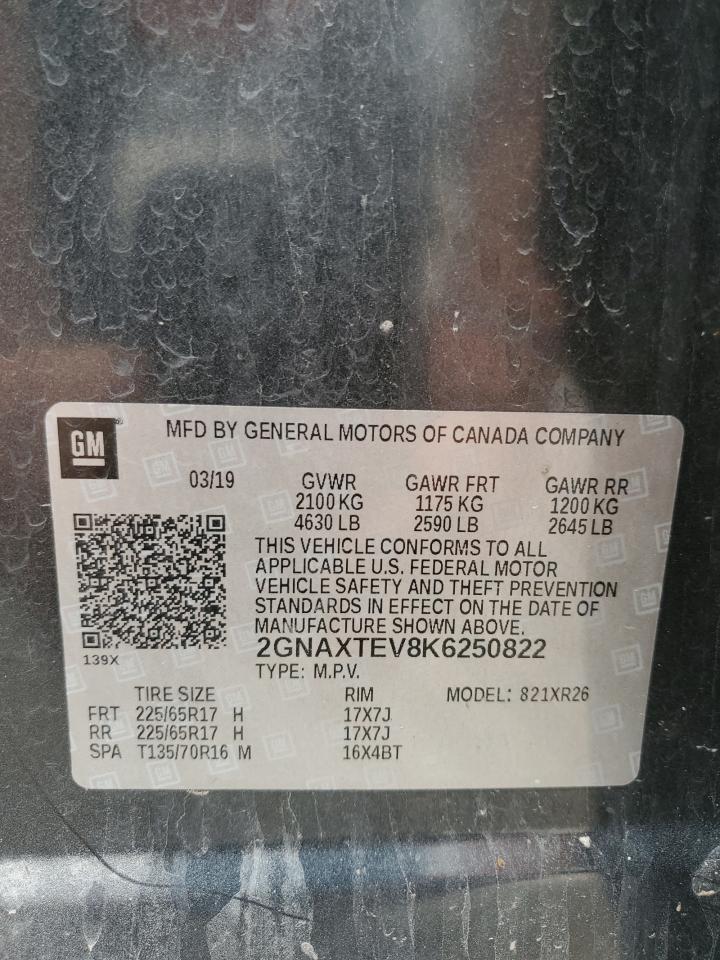 GM
MFD BY GENERAL MOTORS OF CANADA COMPANY
03/19 GVWR GAWR FRT GAWR RR
2100 KG 1175 KG 1200 KG
4630 LB 2590 LB 2645 LB
THIS VEHICLE CONFORMS TO ALL
APPLICABLE U.S. FEDERAL MOTOR
VEHICLE SAFETY AND THEFT PREVENTION
STANDARDS IN EFFECT ON THE DATE OF
MANUFACTURE SHOWN ABOVE.
2GNAXTEV8K6250822
139X
TYPE: M.P.V.
TIRE SIZE RIM MODEL: 821XR26
FRT 225/65R17 H 17X7J
RR 225/65R17 H 17X7J
SPA T135/70R16 M 16X4BT